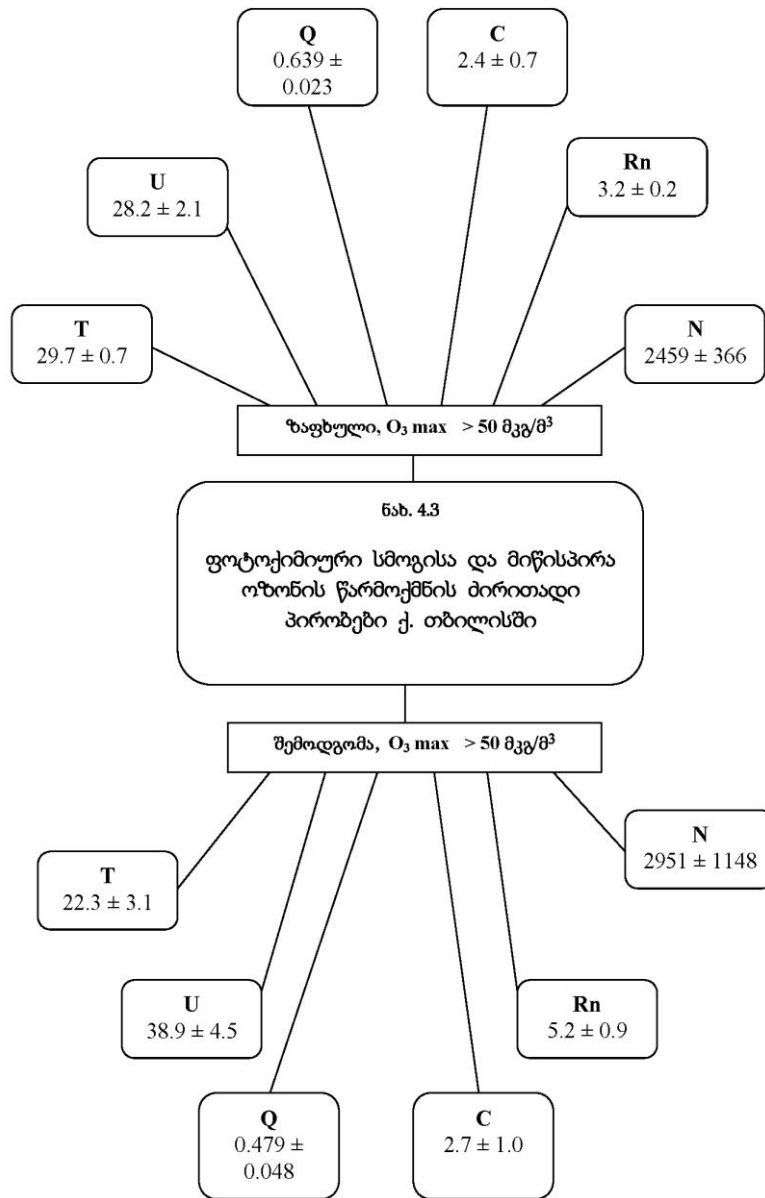 Q
0.639 ±
0.023
C
2.4 ± 0.7
U
28.2 ± 2.1
Rn
3.2 ± 0.2
T
29.7 ± 0.7
N
2459 ± 366
ზაფხული, O₃ max > 50 მკგ/მ³
ნახ. 4.3
ფოტოქიმიური სმოგისა და მიწისპირა
ოზონის წარმოქმნის ძირითადი
პირობები ქ. თბილისში
შემოდგომა, O₃ max > 50 მკგ/მ³
T
22.3 ± 3.1
N
2951 ± 1148
U
38.9 ± 4.5
Rn
5.2 ± 0.9
Q
0.479 ±
0.048
C
2.7 ± 1.0